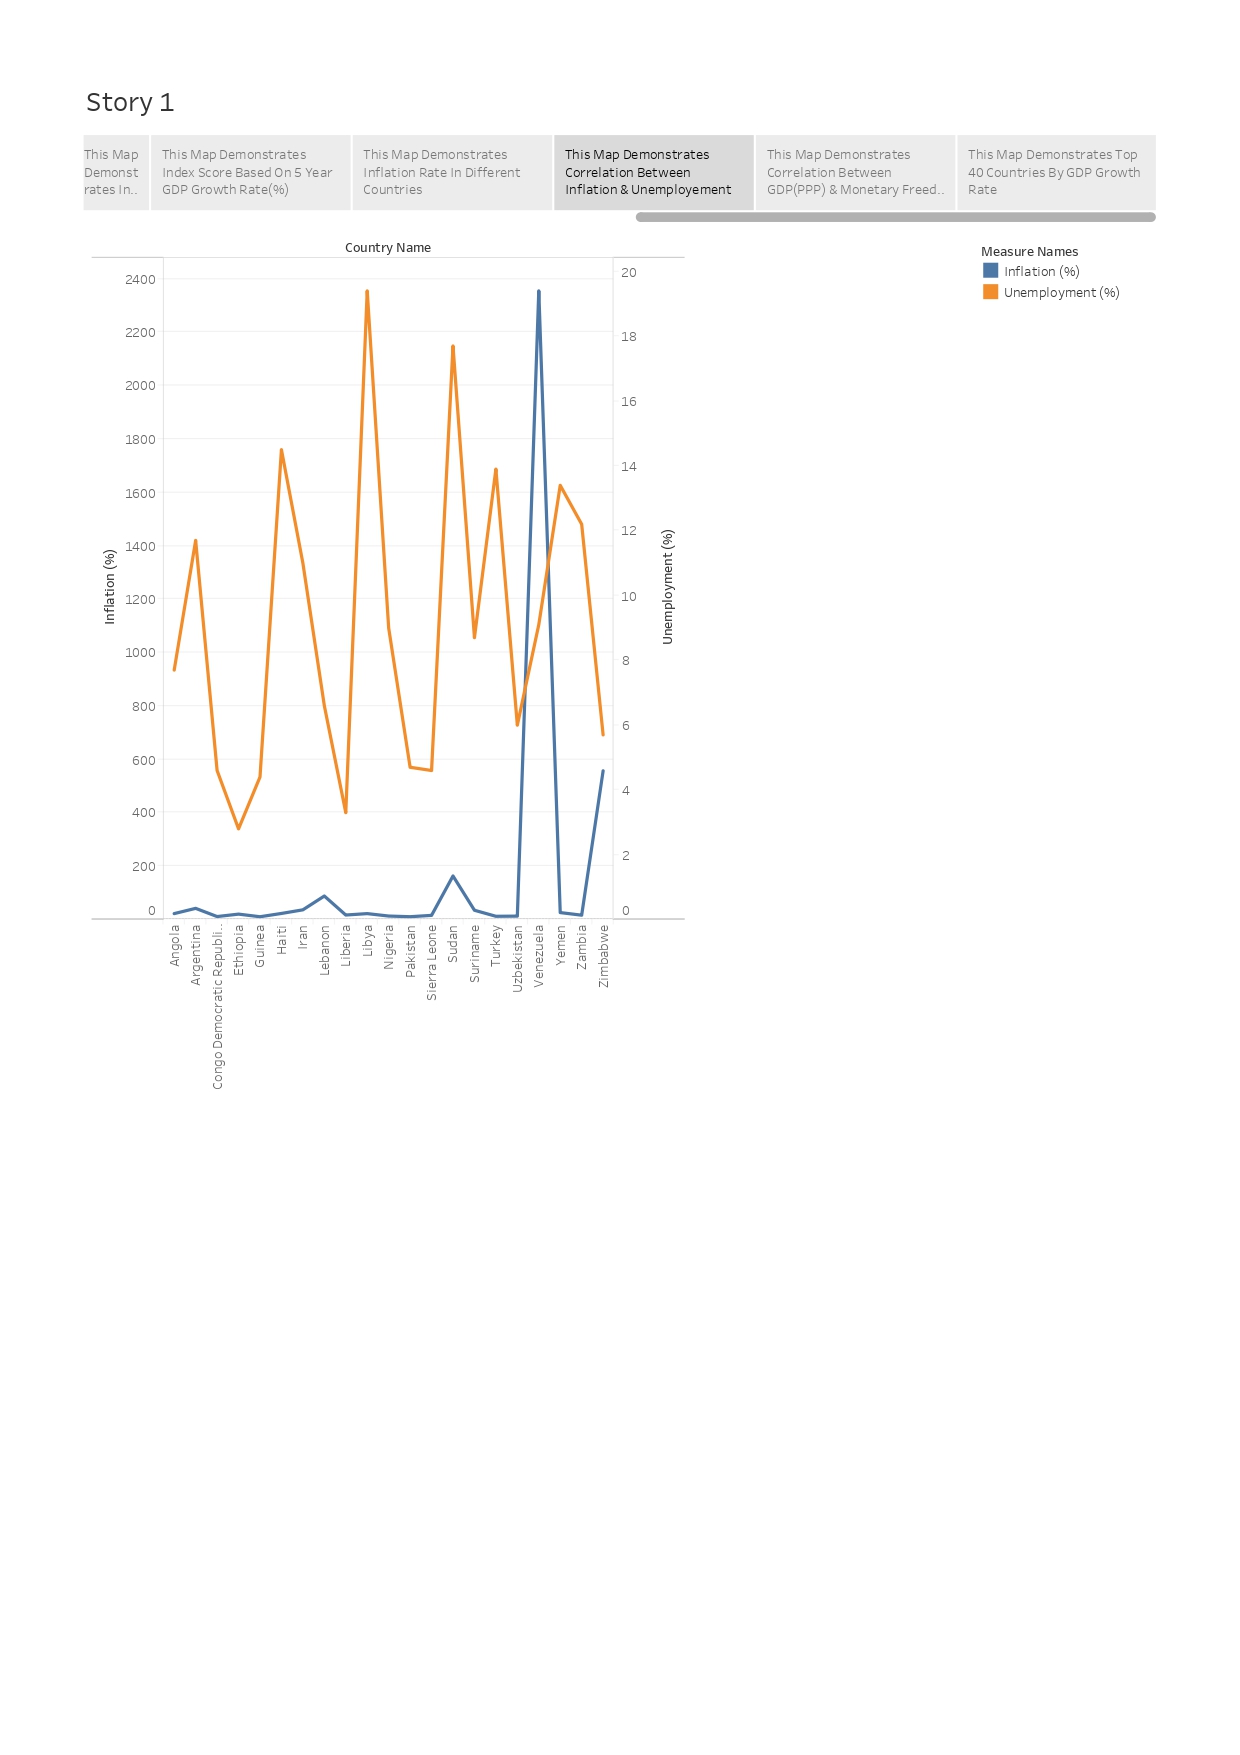 Story 1
This Map
Demonst
rates In..
This Map Demonstrates
Index Score Based On 5 Year
GDP Growth Rate(%)
This Map Demonstrates
Inflation Rate In Different
Countries
This Map Demonstrates
Correlation Between
Inflation & Unemployement
This Map Demonstrates
Correlation Between
GDP(PPP) & Monetary Freed..
This Map Demonstrates Top
40 Countries By GDP Growth
Rate
Country Name
Measure Names
Inflation (%)
Unemployment (%)
2400
2200
2000
1800
1600
1400
1200
1000
800
600
400
200
0
Inflation (%)
20
18
16
14
12
10
8
6
4
2
0
Unemployment (%)
Angola
Argentina
Congo Democratic Republi..
Ethiopia
Guinea
Haiti
Iran
Lebanon
Liberia
Libya
Nigeria
Pakistan
Sierra Leone
Sudan
Suriname
Turkey
Uzbekistan
Venezuela
Yemen
Zambia
Zimbabwe